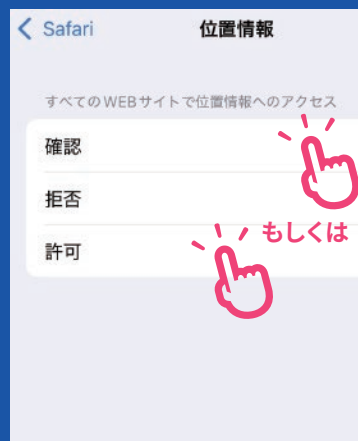 Safari
位置情報
すべてのWEBサイトで位置情報へのアクセス
確認
拒否
もしくは
許可